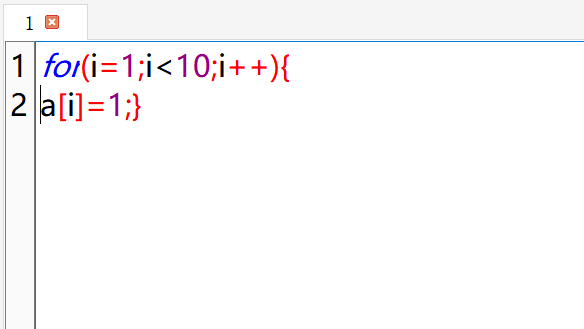 1
1 for(i=1;i<10;i++){
2 a[i]=1;}